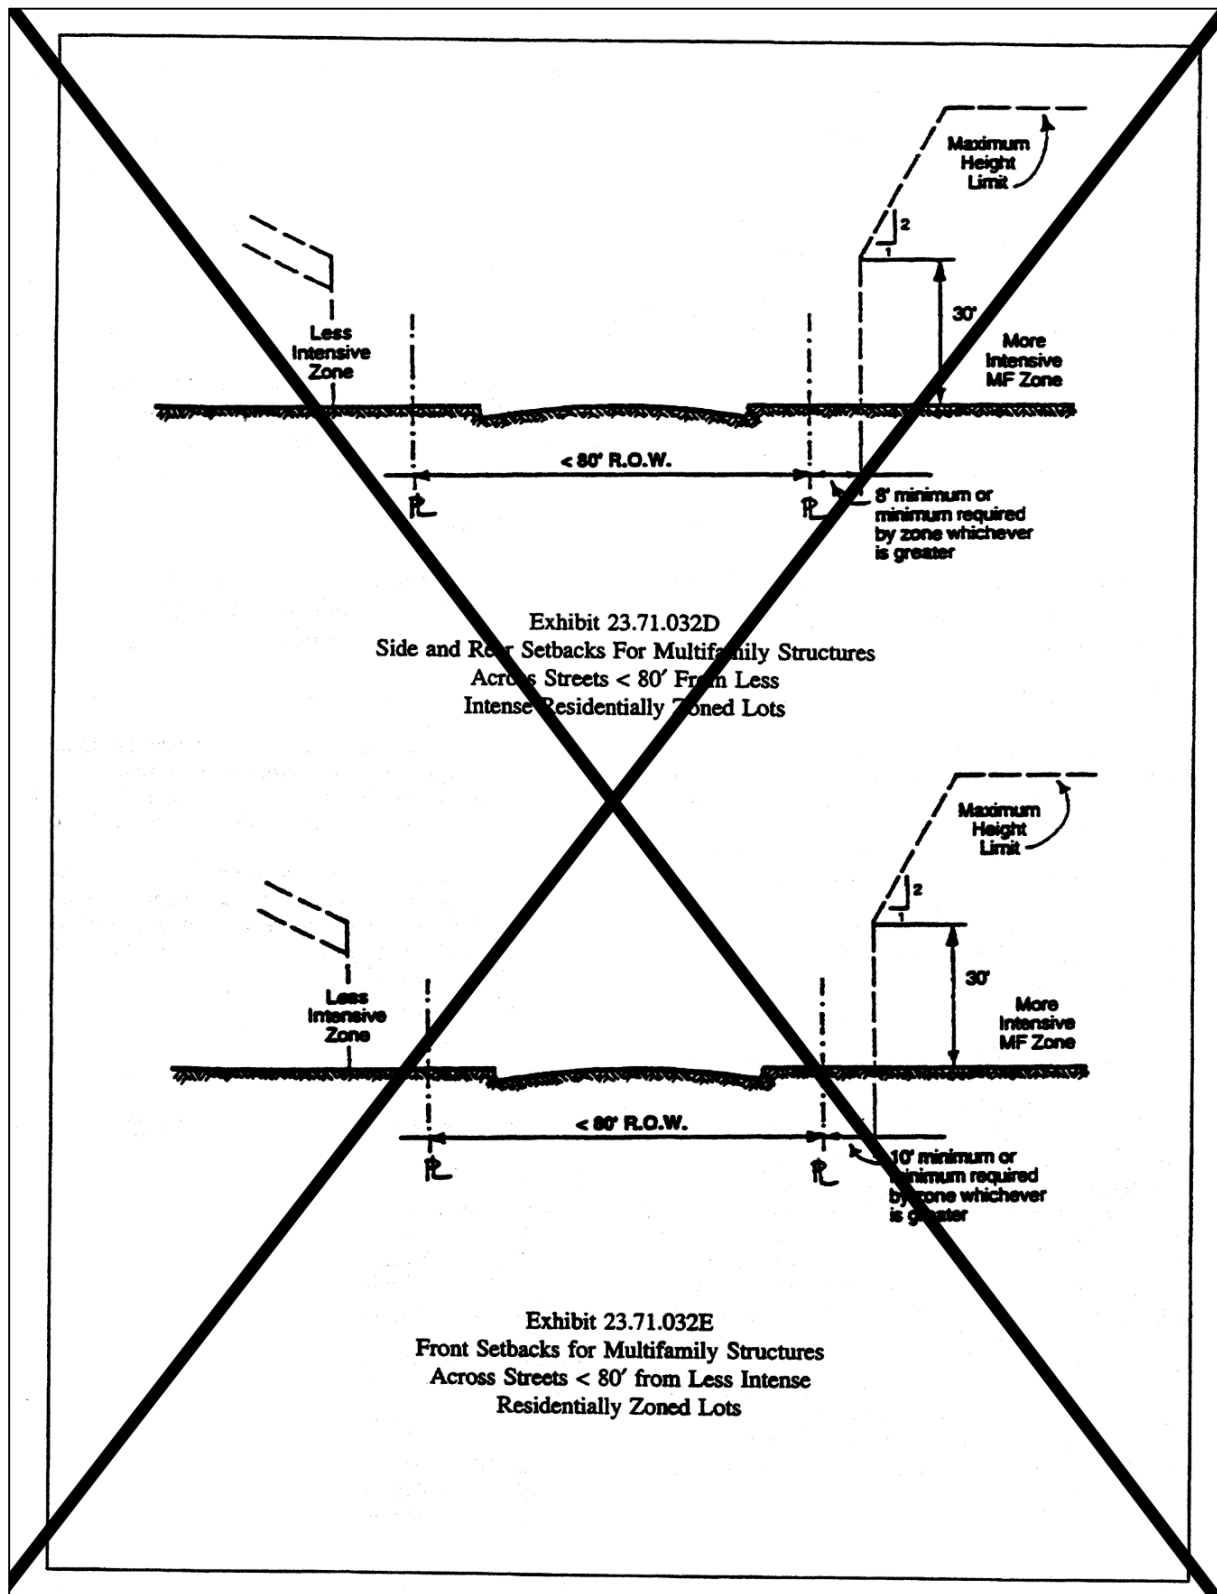 Maximum
Height
Limit
2
1
30'
Less
Intensive
Zone
More
Intensive
MF Zone
< 80' R.O.W.
PL
PL
8' minimum or
minimum required
by zone whichever
is greater
Exhibit 23.71.032D
Side and Rear Setbacks For Multifamily Structures
Across Streets < 80′ From Less
Intense Residentially Zoned Lots
Maximum
Height
Limit
2
1
30'
Less
Intensive
Zone
More
Intensive
MF Zone
< 80' R.O.W.
PL
PL
10' minimum or
minimum required
by zone whichever
is greater
Exhibit 23.71.032E
Front Setbacks for Multifamily Structures
Across Streets < 80′ from Less Intense
Residentially Zoned Lots